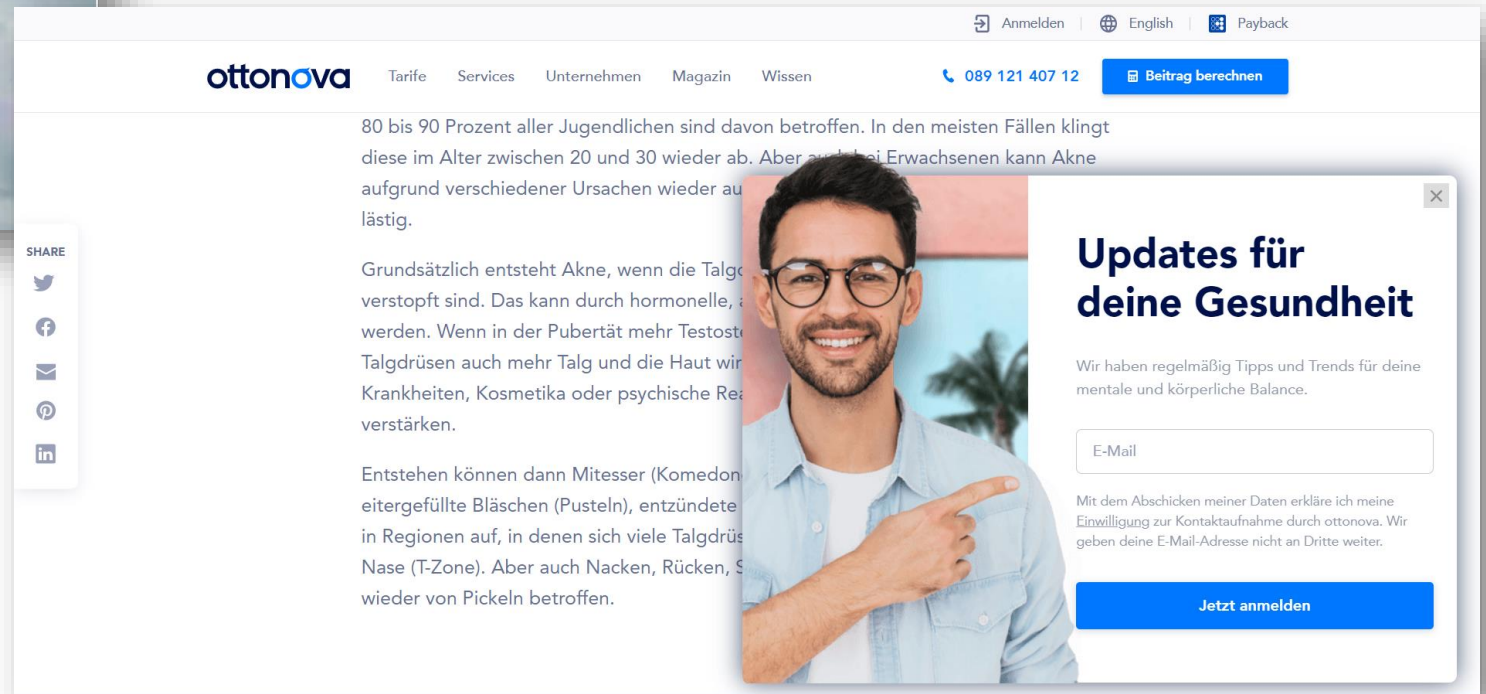 Anmelden English Payback
ottonova Tarife Services Unternehmen Magazin Wissen 089 121 407 12 Beitrag berechnen
80 bis 90 Prozent aller Jugendlichen sind davon betroffen. In den meisten Fällen klingt
diese im Alter zwischen 20 und 30 wieder ab. Aber auch bei Erwachsenen kann Akne
aufgrund verschiedener Ursachen wieder
lästig.
Grundsätzlich entsteht Akne, wenn die
verstopft sind. Das kann durch hormonelle,
werden. Wenn in der Pubertät mehr
Talgdrüsen auch mehr Talg und die Haut
Krankheiten, Kosmetika oder psychische
verstärken.
Entstehen können dann Mitesser
eitergefüllte Bläschen (Pusteln), entzündete
in Regionen auf, in denen sich viele
Nase (T-Zone). Aber auch Nacken, Rücken,
wieder von Pickeln betroffen.
SHARE
Updates für
deine Gesundheit
Wir haben regelmäßig Tipps und Trends für deine
mentale und körperliche Balance.
E-Mail
Mit dem Abschicken meiner Daten erkläre ich meine
Einwilligung zur Kontaktaufnahme durch ottonova. Wir
geben deine E-Mail-Adresse nicht an Dritte weiter.
Jetzt anmelden